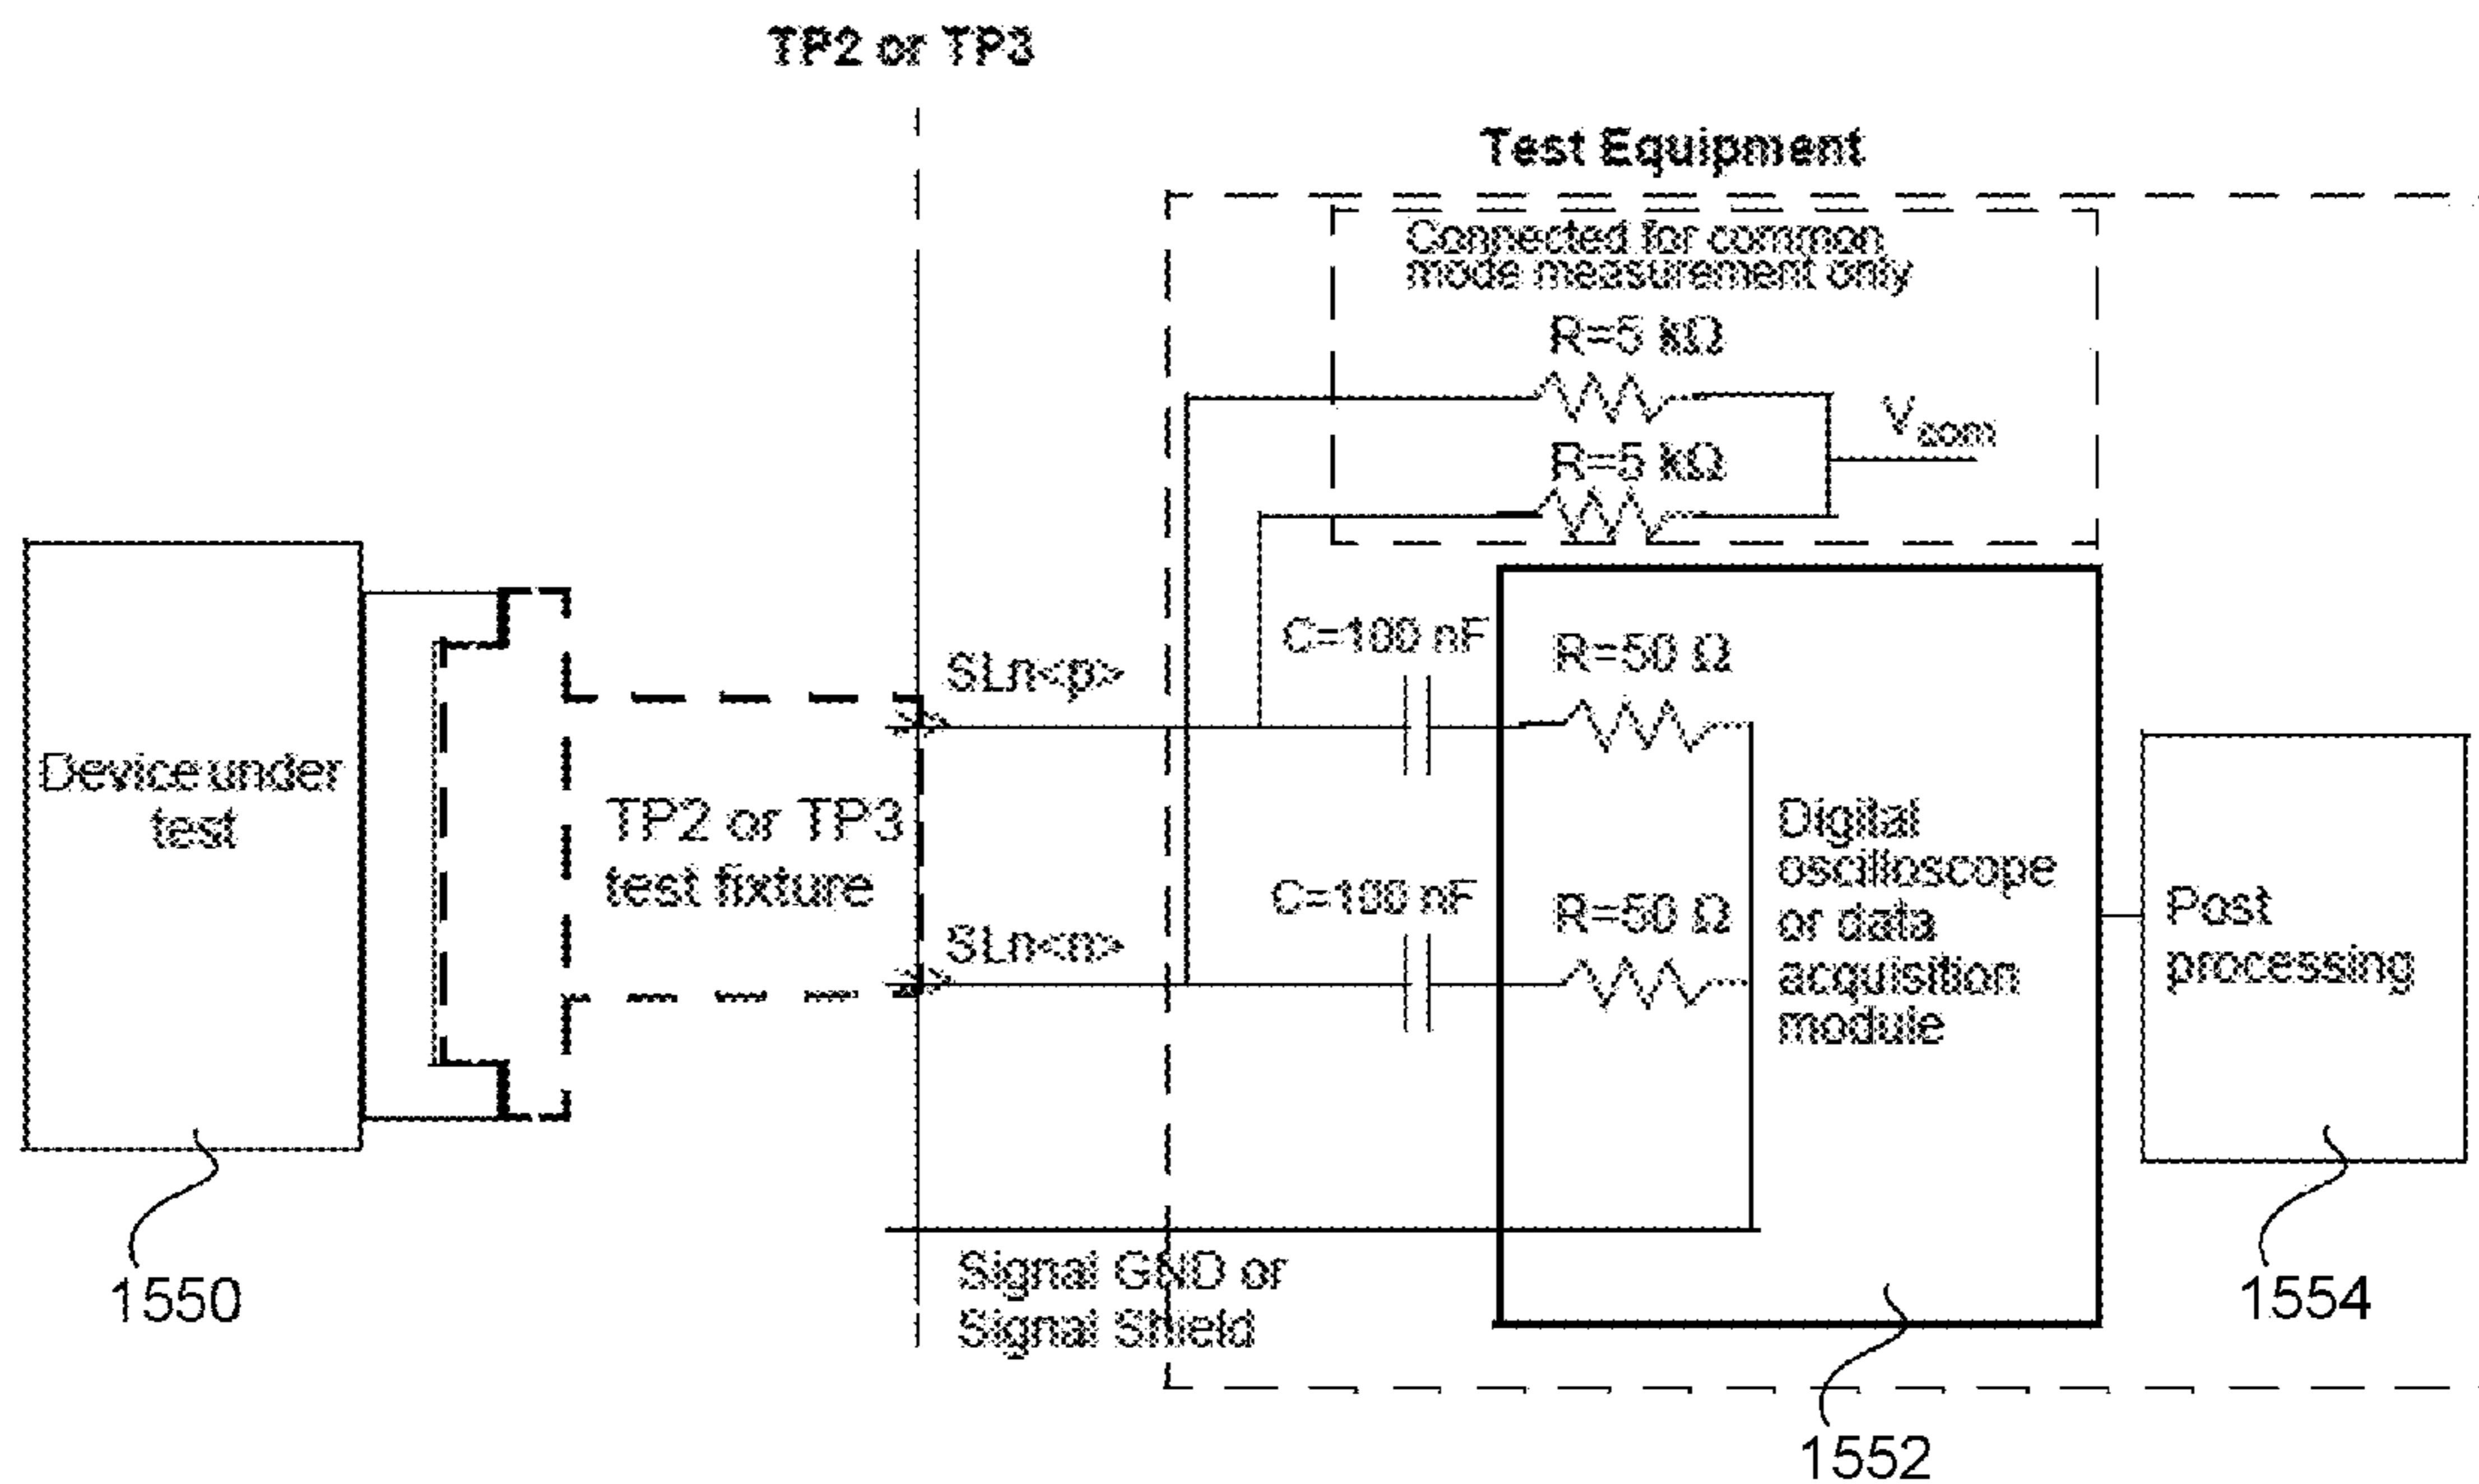 TP2 or TP3
Test Equipment
Connected for common
mode measurement only
R=5 kΩ
V com
R=5 kΩ
C=100 nF
R=50 Ω
SLn<p>
Device under
test
TP2 or TP3
test fixture
Digital
oscilloscope
or data
acquisition
module
C=100 nF
R=50 Ω
SLn<n>
Post
processing
Signal GND or
Signal Shield
1550
1554
1552